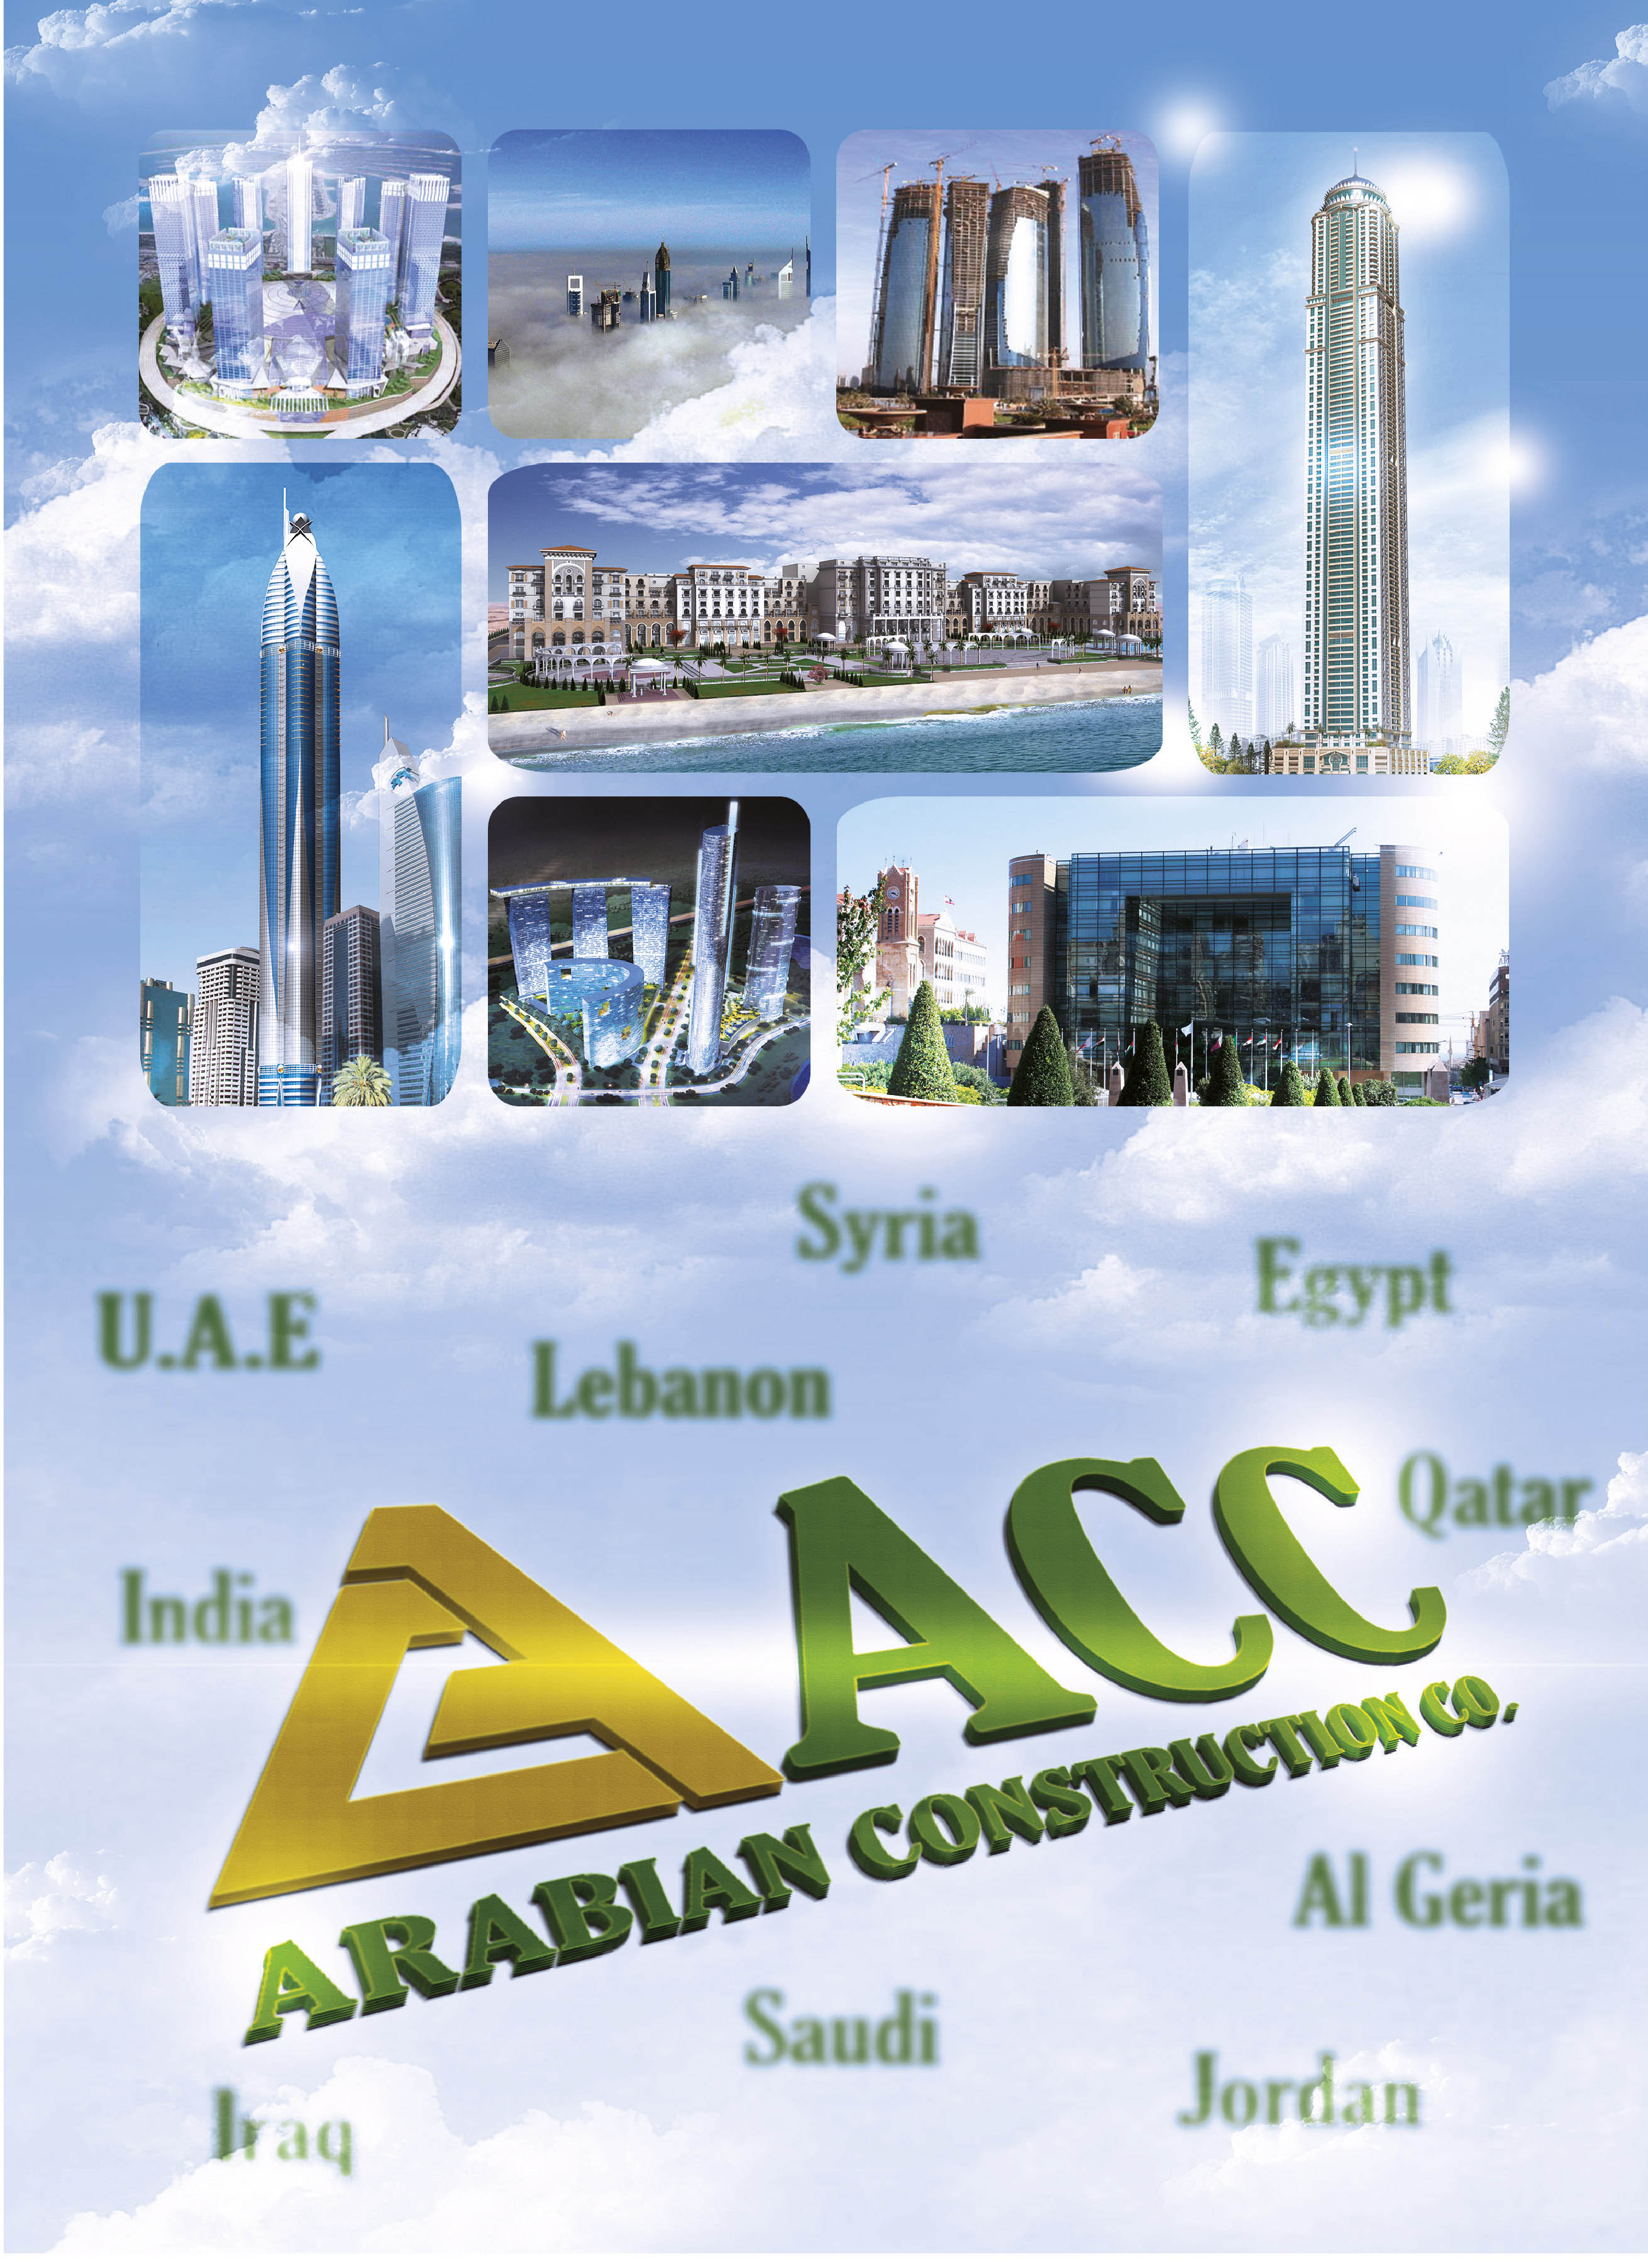 Syria
Egypt
U.A.E
Lebanon
Qatar
India
ACC
ARABIAN CONSTRUCTION CO.
Al Geria
Saudi
Jordan
Iraq